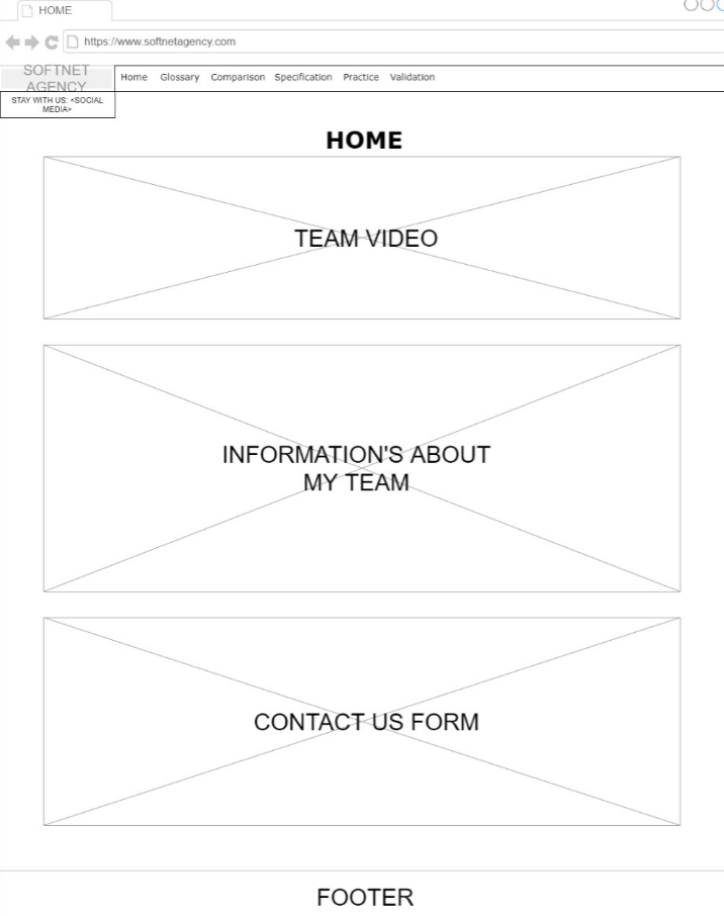 HOME
https://www.softnetagency.com
SOFTNET
AGENCY
Home Glossary Comparison Specification Practice Validation
STAY WITH US: <SOCIAL
MEDIA>
HOME
TEAM VIDEO
INFORMATION'S ABOUT
MY TEAM
CONTACT US FORM
FOOTER